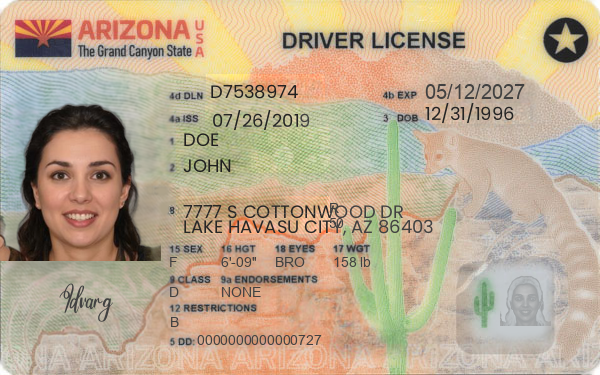 ARIZONA USA
The Grand Canyon State
DRIVER LICENSE
4d DLN D7538974
4b EXP 05/12/2027
4a ISS 07/26/2019
3 DOB 12/31/1996
1 DOE
2 JOHN
8 7777 S COTTONWOOD DR
LAKE HAVASU CITY, AZ 86403
15 SEX 16 HGT 18 EYES 17 WGT
F 6'-09" BRO 158 lb
9 CLASS 9a ENDORSEMENTS
D NONE
12 RESTRICTIONS
B
5 DD: 0000000000000727
Idvarg
ARIZONA ARIZONA ARIZONA ARIZONA